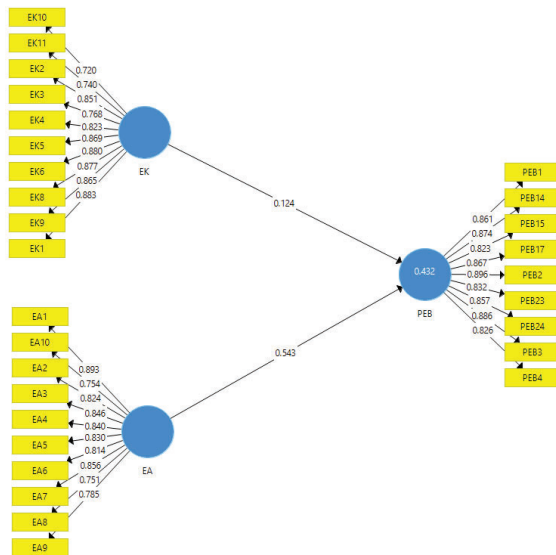 EK10
EK11
EK2
EK3
EK4
EK5
EK6
EK8
EK9
EK1
0.720
0.740
0.851
0.768
0.823
0.869
0.880
0.877
0.865
0.883
EK
0.124
EA1
EA10
EA2
EA3
EA4
EA5
EA6
EA7
EA8
EA9
0.893
0.754
0.824
0.846
0.840
0.830
0.814
0.856
0.751
0.785
EA
0.543
0.432
PEB
0.861
0.874
0.823
0.867
0.896
0.832
0.857
0.886
0.826
PEB1
PEB14
PEB15
PEB17
PEB2
PEB23
PEB24
PEB3
PEB4